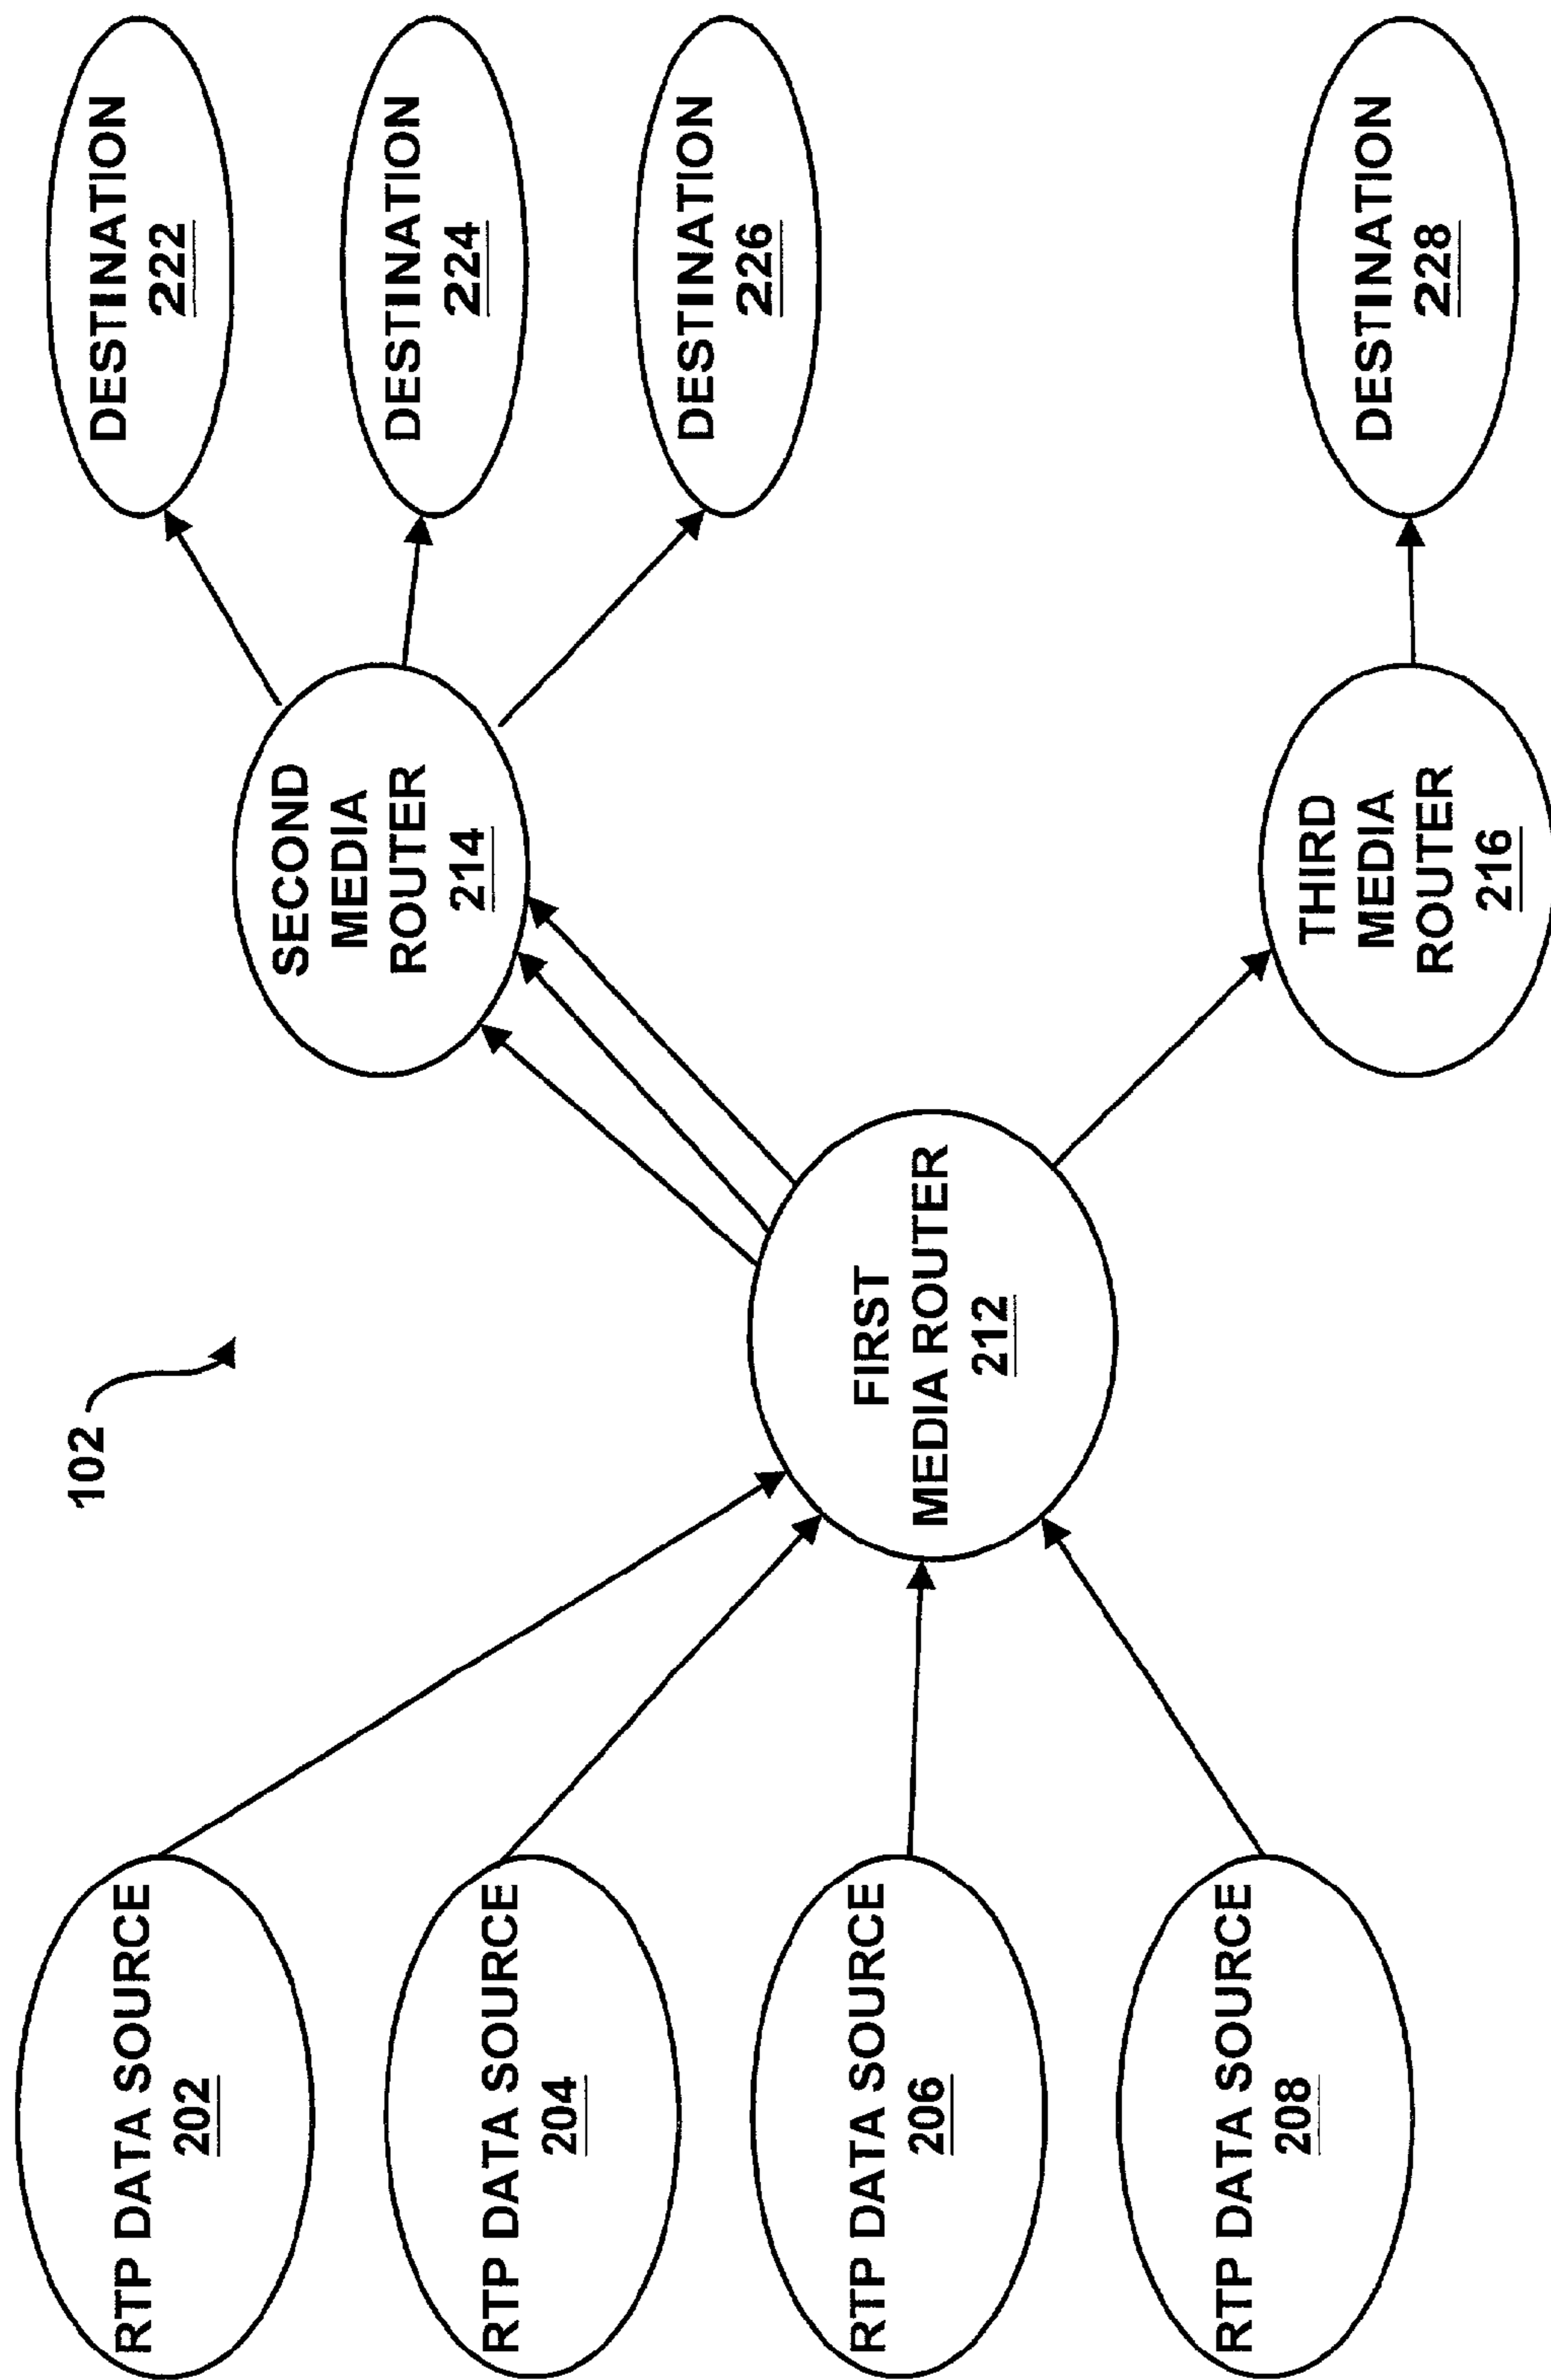 102
RTP DATA SOURCE
202
RTP DATA SOURCE
204
RTP DATA SOURCE
206
RTP DATA SOURCE
208
FIRST
MEDIA ROUTER
212
SECOND
MEDIA
ROUTER
214
THIRD
MEDIA
ROUTER
216
DESTINATION
222
DESTINATION
224
DESTINATION
226
DESTINATION
228